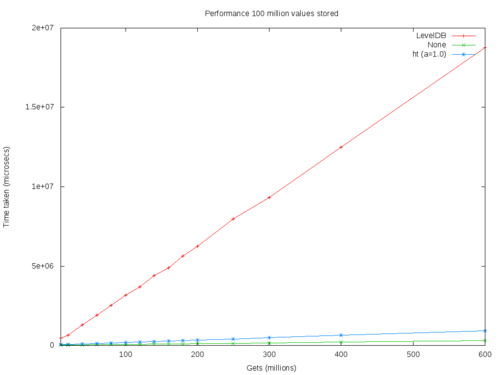 Performance 100 million values stored
2e+07
1.5e+07
1e+07
5e+06
0
100
200
300
400
500
600
Time taken (microsecs)
Gets (millions)
LevelDB
None
ht (a=1.0)